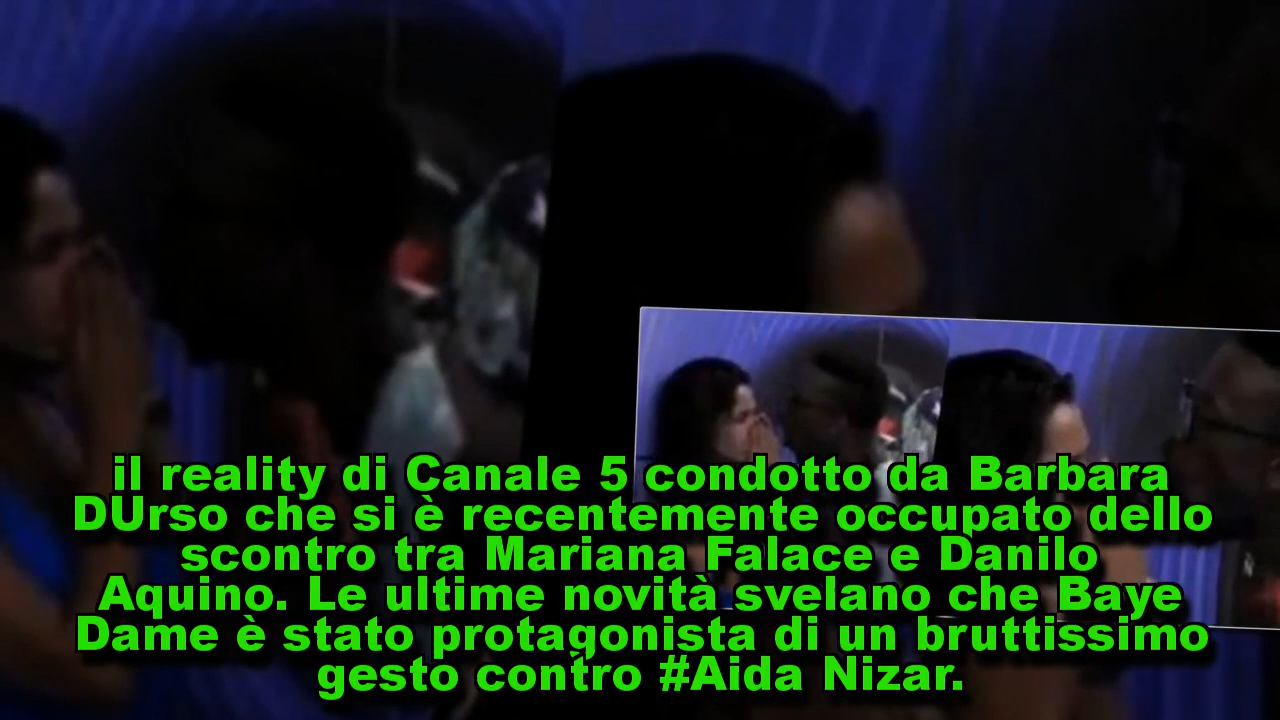 il reality di Canale 5 condotto da Barbara
DUrso che si è recentemente occupato dello
scontro tra Mariana Falace e Danilo
Aquino. Le ultime novità svelano che Baye
Dame è stato protagonista di un bruttissimo
gesto contro #Aida Nizar.